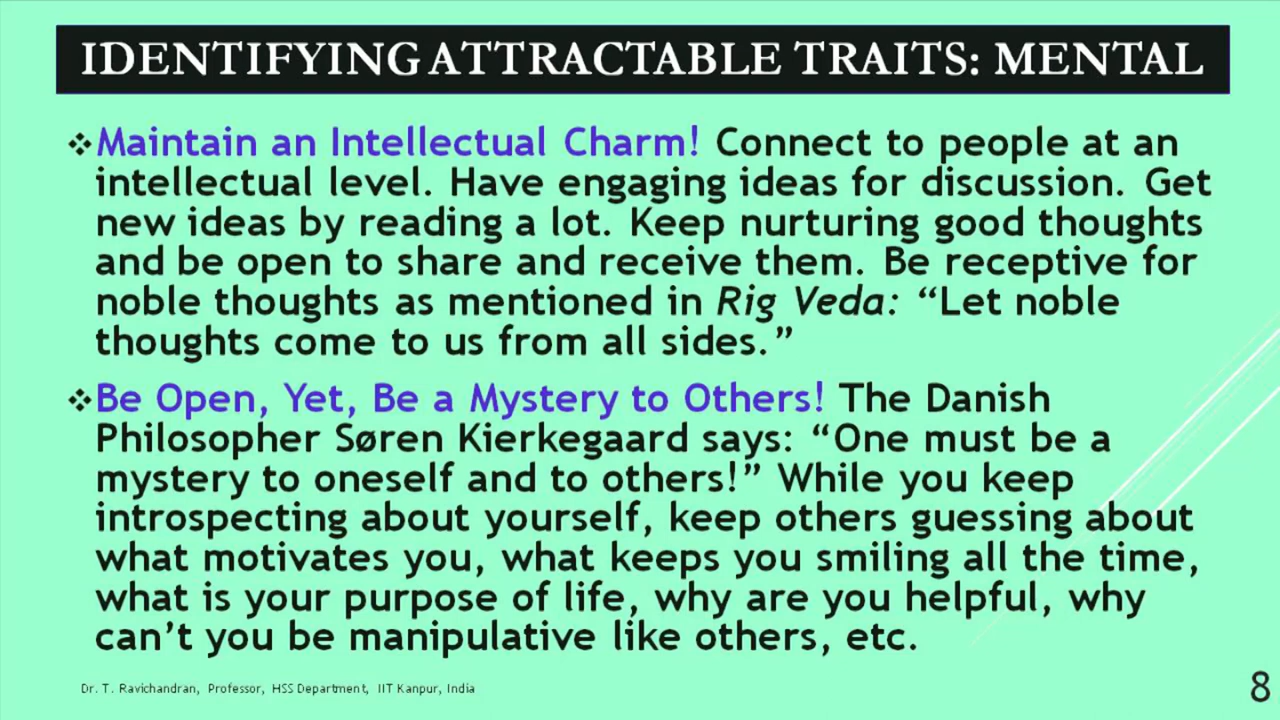 IDENTIFYING ATTRACTABLE TRAITS: MENTAL
❖Maintain an Intellectual Charm! Connect to people at an
intellectual level. Have engaging ideas for discussion. Get
new ideas by reading a lot. Keep nurturing good thoughts
and be open to share and receive them. Be receptive for
noble thoughts as mentioned in Rig Veda: “Let noble
thoughts come to us from all sides.”
❖Be Open, Yet, Be a Mystery to Others! The Danish
Philosopher Søren Kierkegaard says: “One must be a
mystery to oneself and to others!” While you keep
introspecting about yourself, keep others guessing about
what motivates you, what keeps you smiling all the time,
what is your purpose of life, why are you helpful, why
can’t you be manipulative like others, etc.
Dr. T. Ravichandran, Professor, HSS Department, IIT Kanpur, India
8